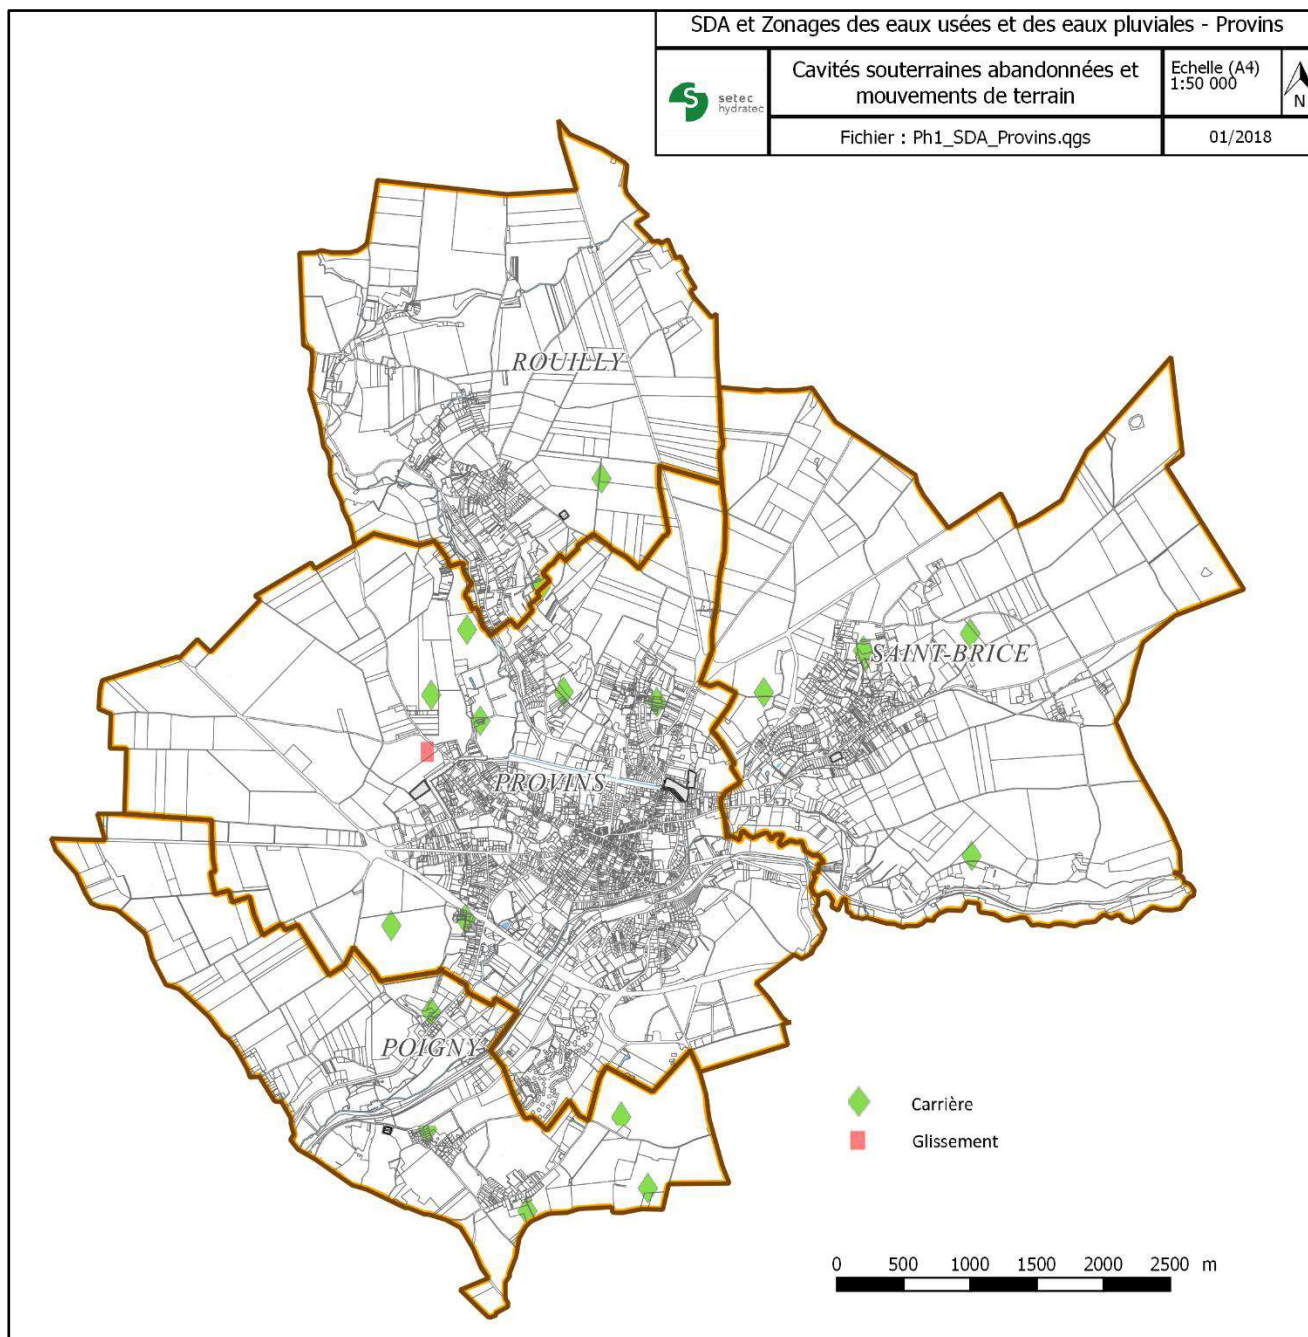 SDA et Zonages des eaux usées et des eaux pluviales - Provins
setec
hydratec
Cavités souterraines abandonnées et
mouvements de terrain
Echelle (A4)
1:50 000
N
Fichier : Ph1_SDA_Provins.qgs
01/2018
ROUILLY
SAINT-BRICE
PROVINS
POIGNY
Carrière
Glissement
0 500 1000 1500 2000 2500 m